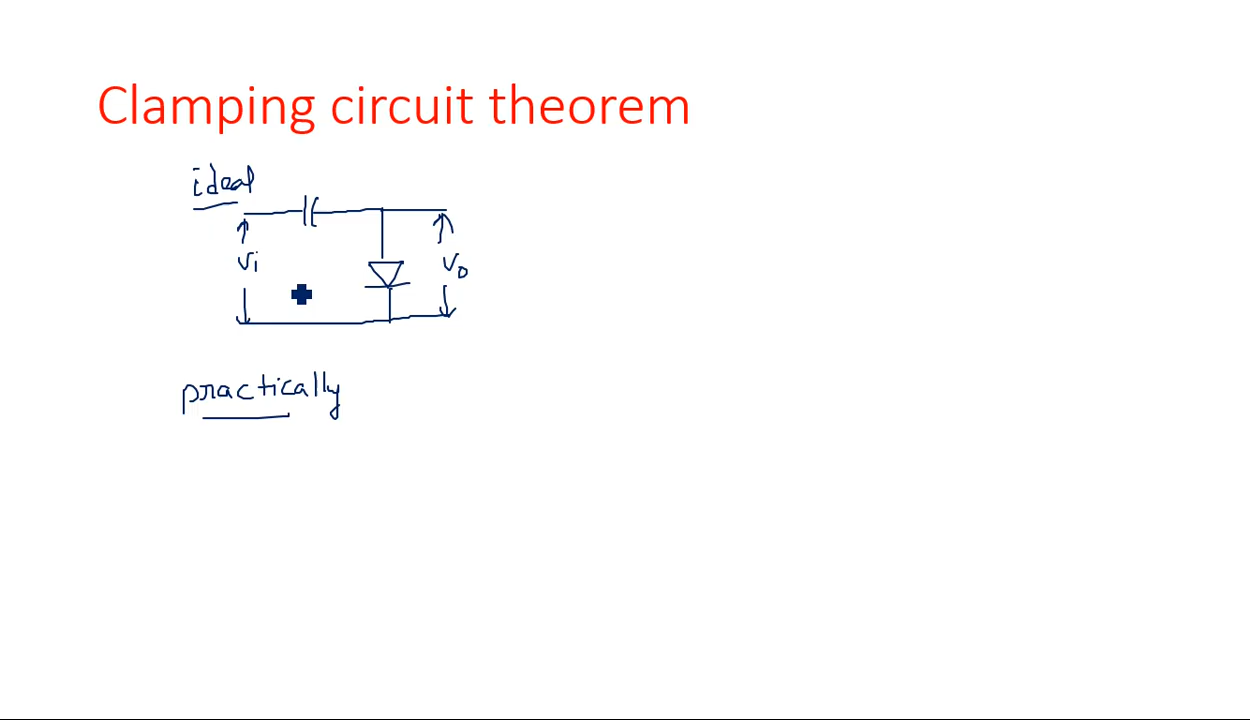 Clamping circuit theorem
ideal
Vi
Vo
practically